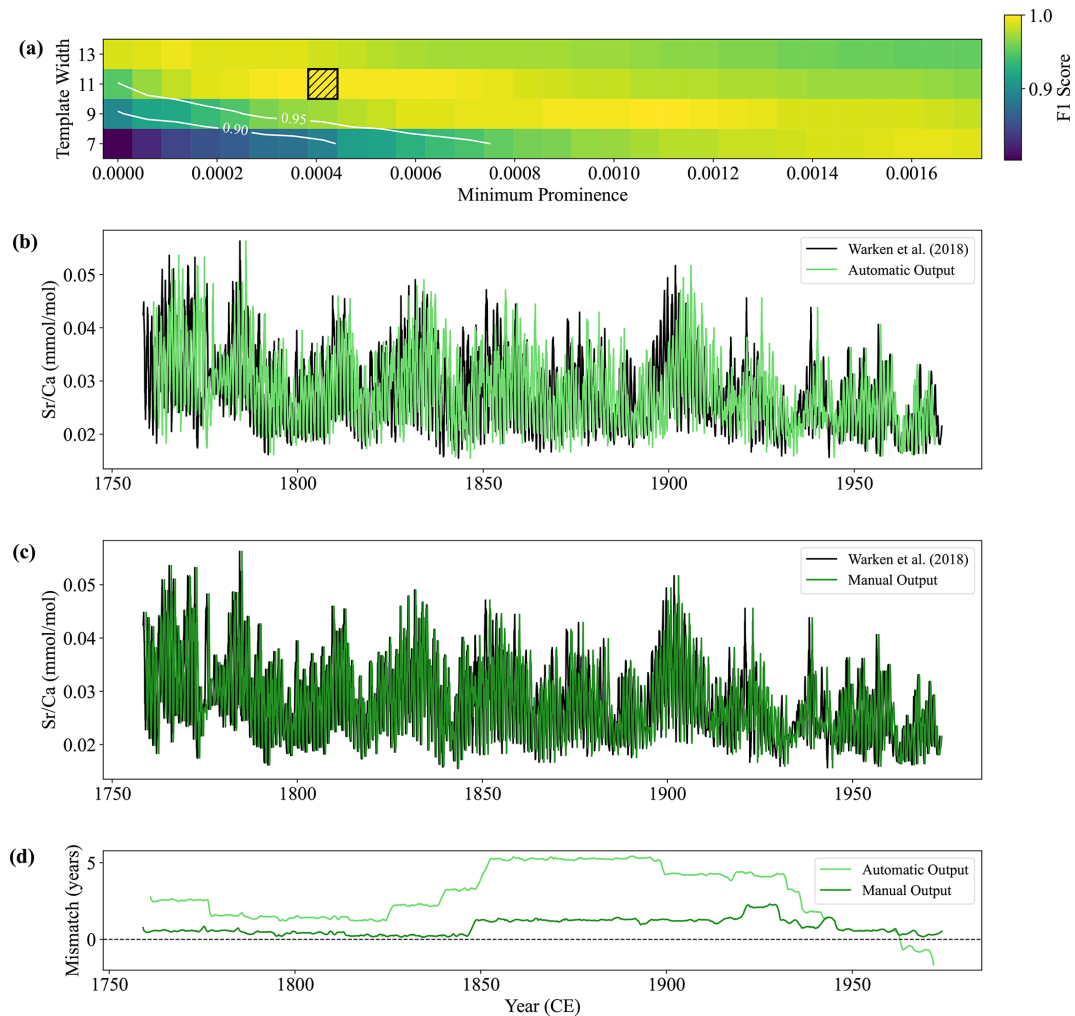 (a)
Template Width
13
11
9
7
0.95
0.90
0.0000 0.0002 0.0004 0.0006 0.0008 0.0010 0.0012 0.0014 0.0016
Minimum Prominence
1.0
0.9
F1 Score
(b)
Sr/Ca (mmol/mol)
0.05
0.04
0.03
0.02
Warken et al. (2018)
Automatic Output
1750 1800 1850 1900 1950
(c)
Sr/Ca (mmol/mol)
0.05
0.04
0.03
0.02
Warken et al. (2018)
Manual Output
1750 1800 1850 1900 1950
(d)
Mismatch (years)
5
0
Automatic Output
Manual Output
1750 1800 1850 1900 1950
Year (CE)